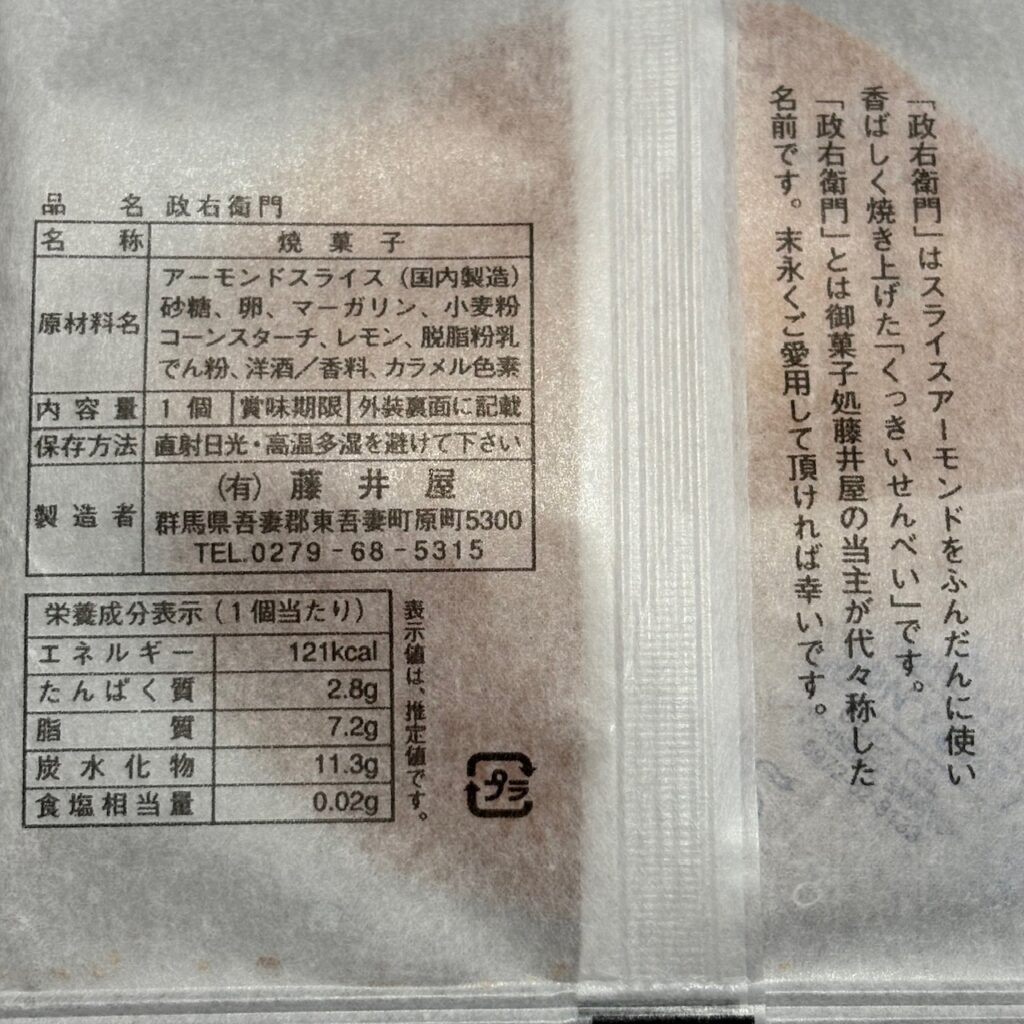 品名 政右衛門
名称 焼菓子
原材料名 アーモンドスライス（国内製造）
砂糖、卵、マーガリン、小麦粉
コーンスターチ、レモン、脱脂粉乳
でん粉、洋酒／香料、カラメル色素
内容量 1個 賞味期限 外装裏面に記載
保存方法 直射日光・高温多湿を避けて下さい
製造者 (有) 藤井屋
群馬県吾妻郡東吾妻町原町5300
TEL.0279-68-5315
栄養成分表示（1個当たり）
エネルギー 121kcal
たんぱく質 2.8g
脂質 7.2g
炭水化物 11.3g
食塩相当量 0.02g
表示値は、推定値です。
プラ
「政右衛門」はスライスアーモンドをふんだんに使い
香ばしく焼き上げた「くっきいせんべい」です。
「政右衛門」とは御菓子処藤井屋の当主が代々称した
名前です。末永くご愛用して頂ければ幸いです。